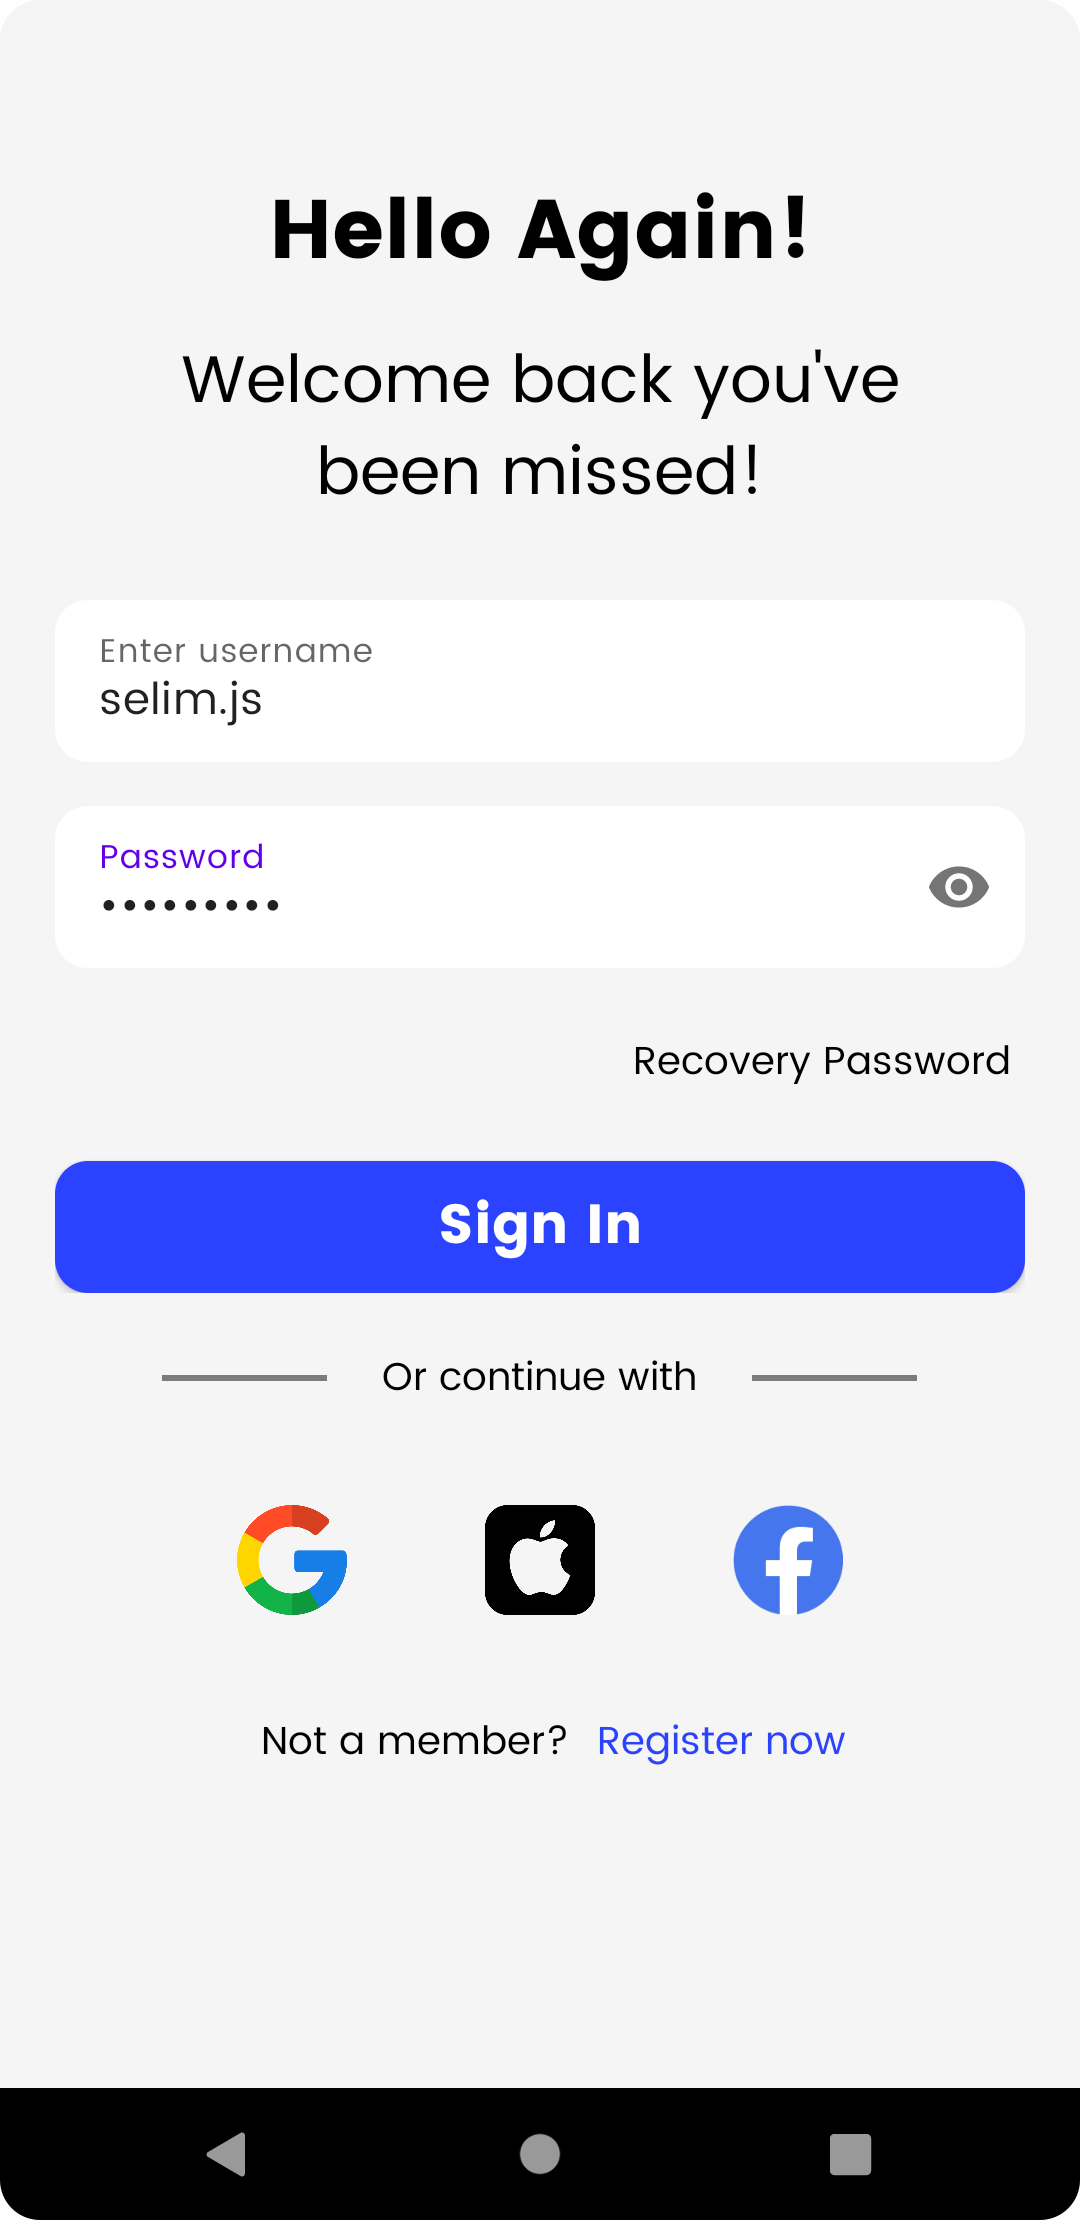 Hello Again!
Welcome back you've
been missed!
Enter username
selim.js
Password
•••••••••
Recovery Password
Sign In
Or continue with
Not a member? Register now